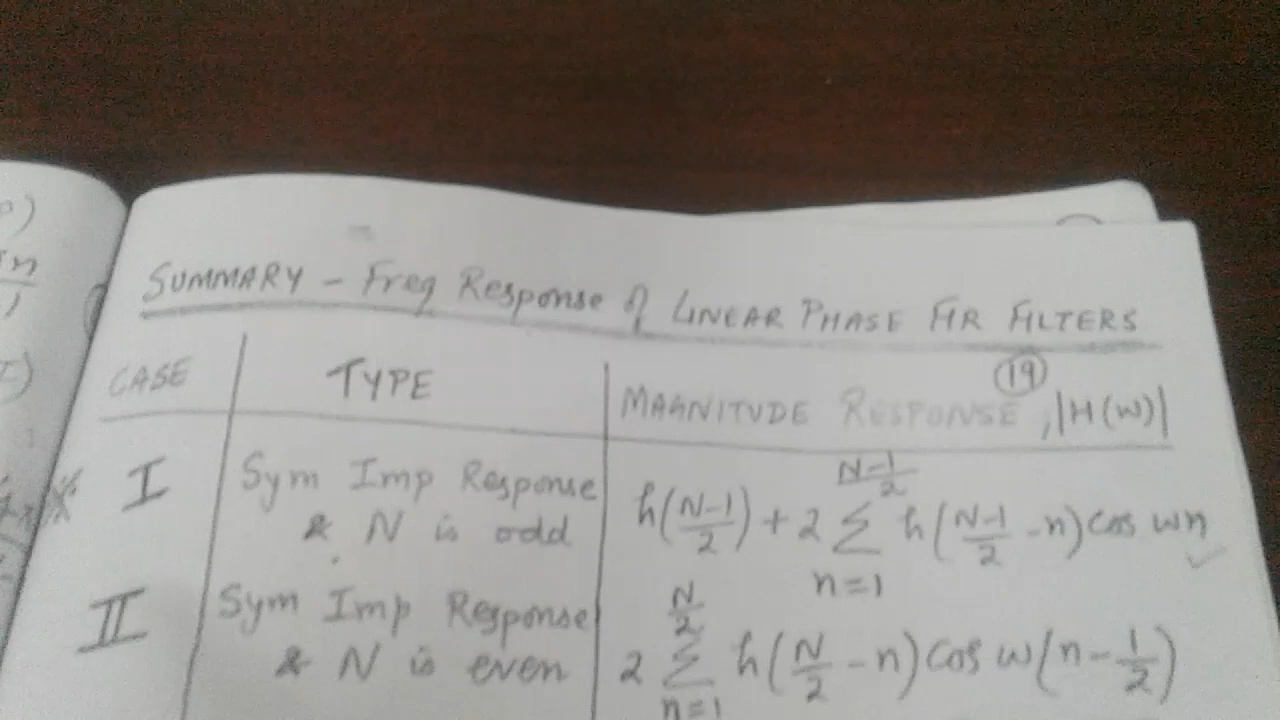 SUMMARY – Freq Response of LINEAR PHASE FIR FILTERS
19
CASE TYPE MAGNITUDE RESPONSE, |H(W)|
I Sym Imp Response & N is odd h((N-1)/2) + 2 ∑_{n=1}^{(N-1)/2} h((N-1)/2 - n) cos wn
II Sym Imp Response & N is even 2 ∑_{n=1}^{N/2} h(N/2 - n) cos w(n - 1/2)